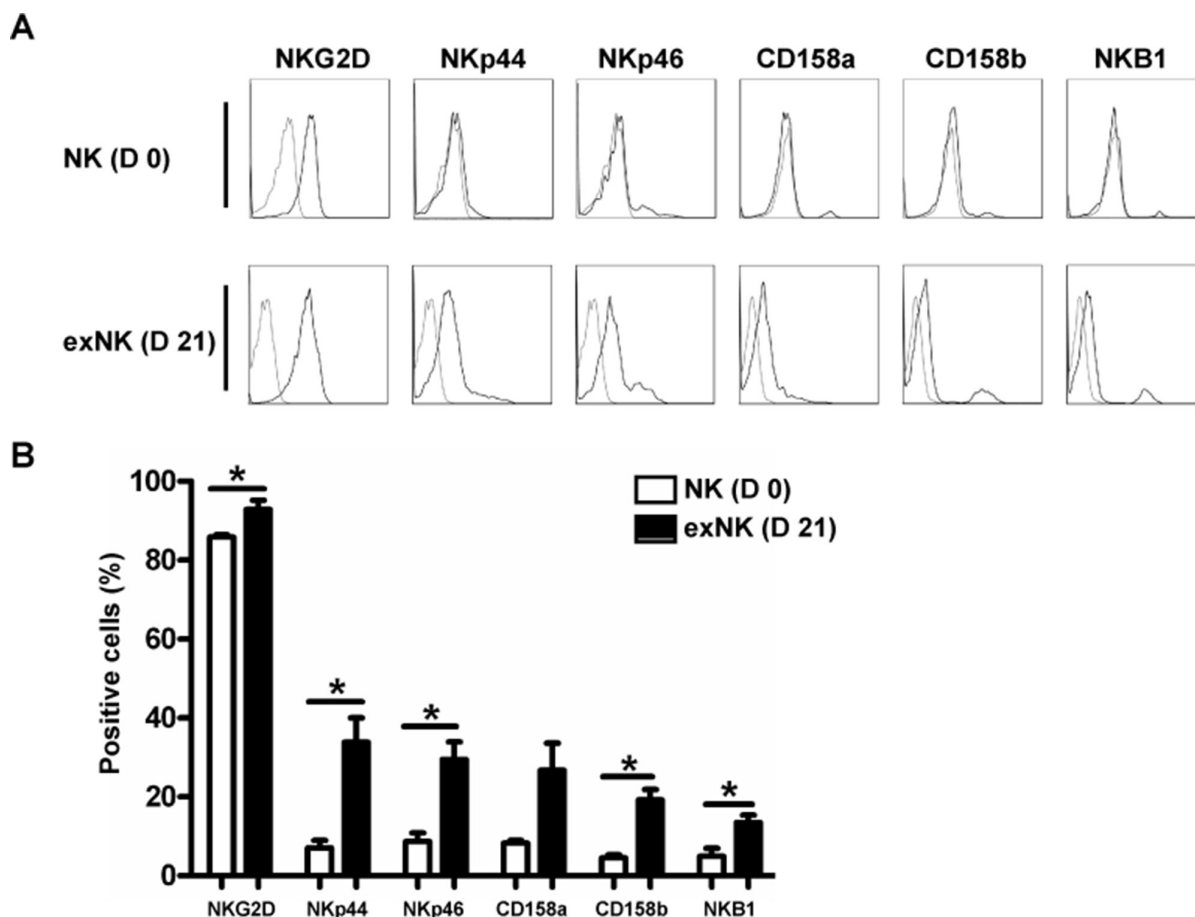 A
NKG2D NKp44 NKp46 CD158a CD158b NKB1
NK (D 0)
exNK (D 21)
B
Positive cells (%)
100
80
60
40
20
0
* * * * *
NK (D 0)
exNK (D 21)
NKG2D NKp44 NKp46 CD158a CD158b NKB1